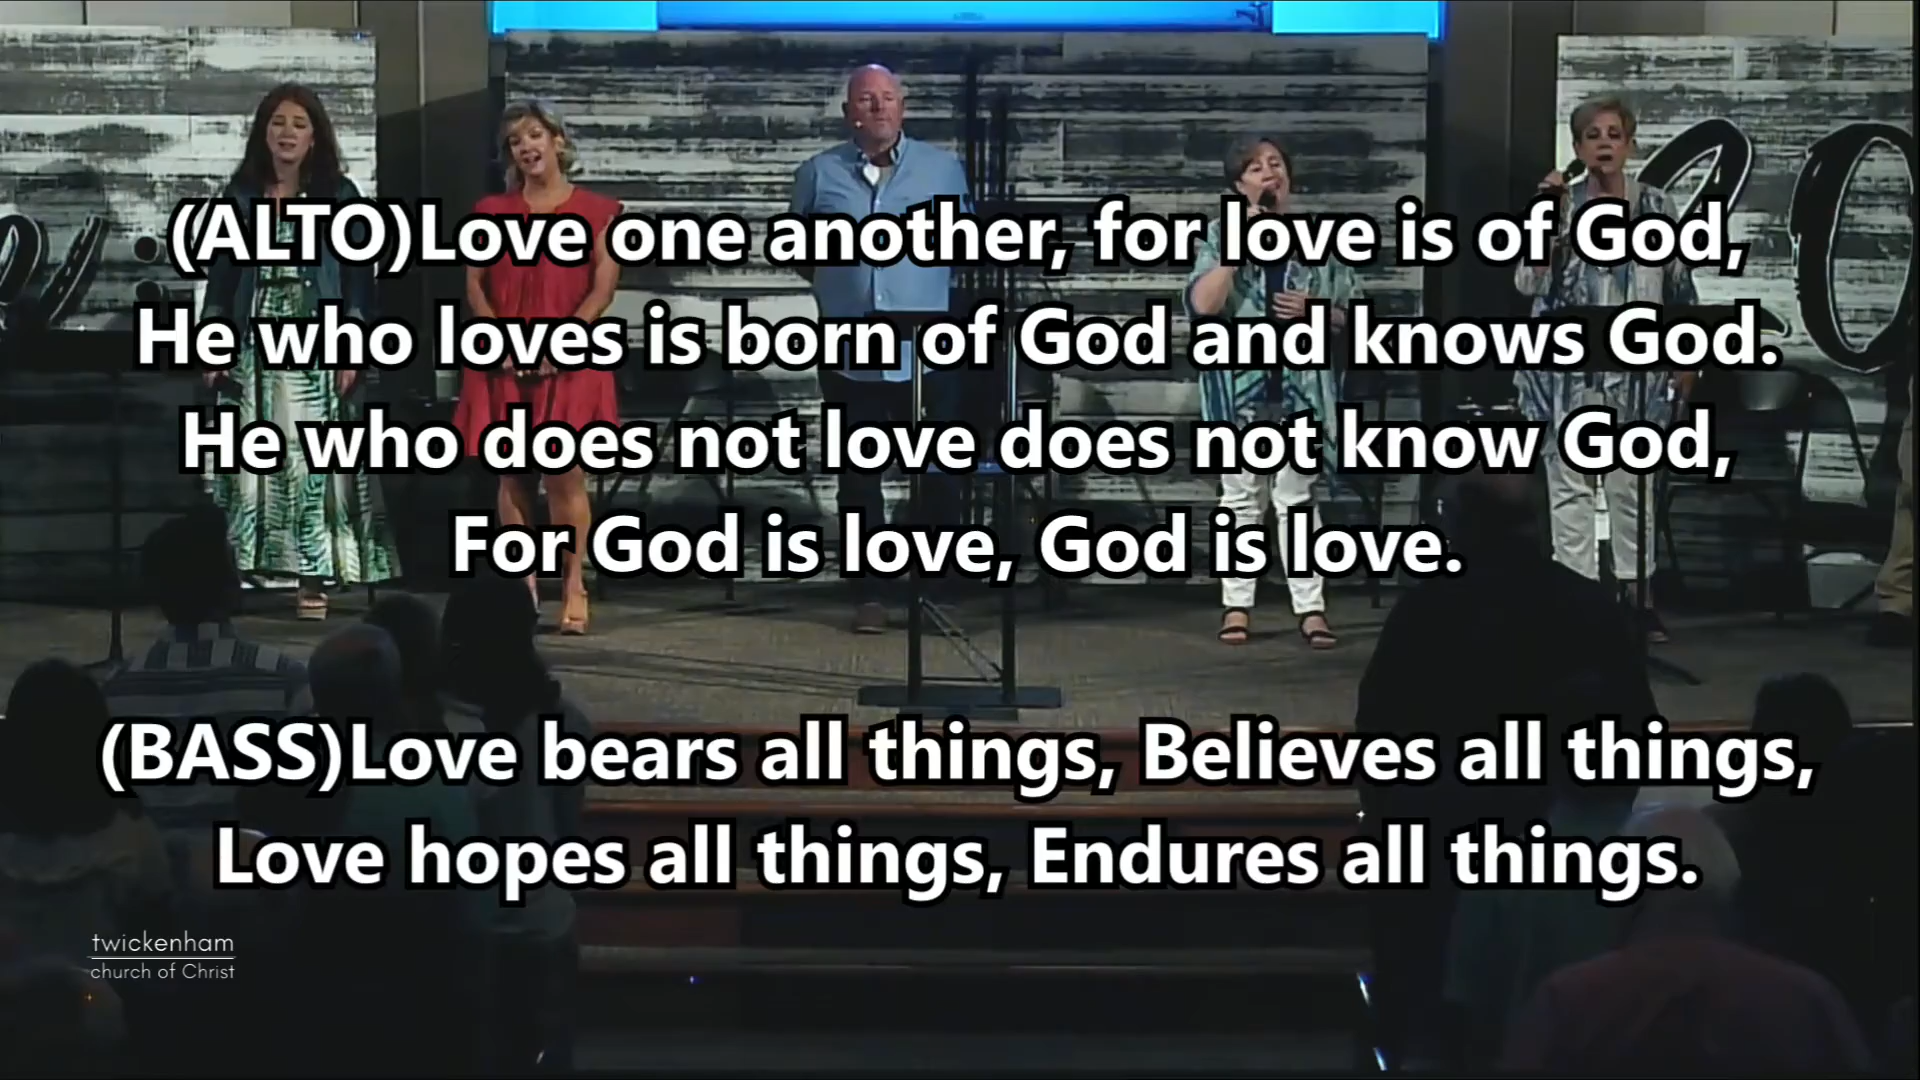 (ALTO)Love one another, for love is of God,
He who loves is born of God and knows God.
He who does not love does not know God,
For God is love, God is love.
(BASS)Love bears all things, Believes all things,
Love hopes all things, Endures all things.
twickenham
church of Christ